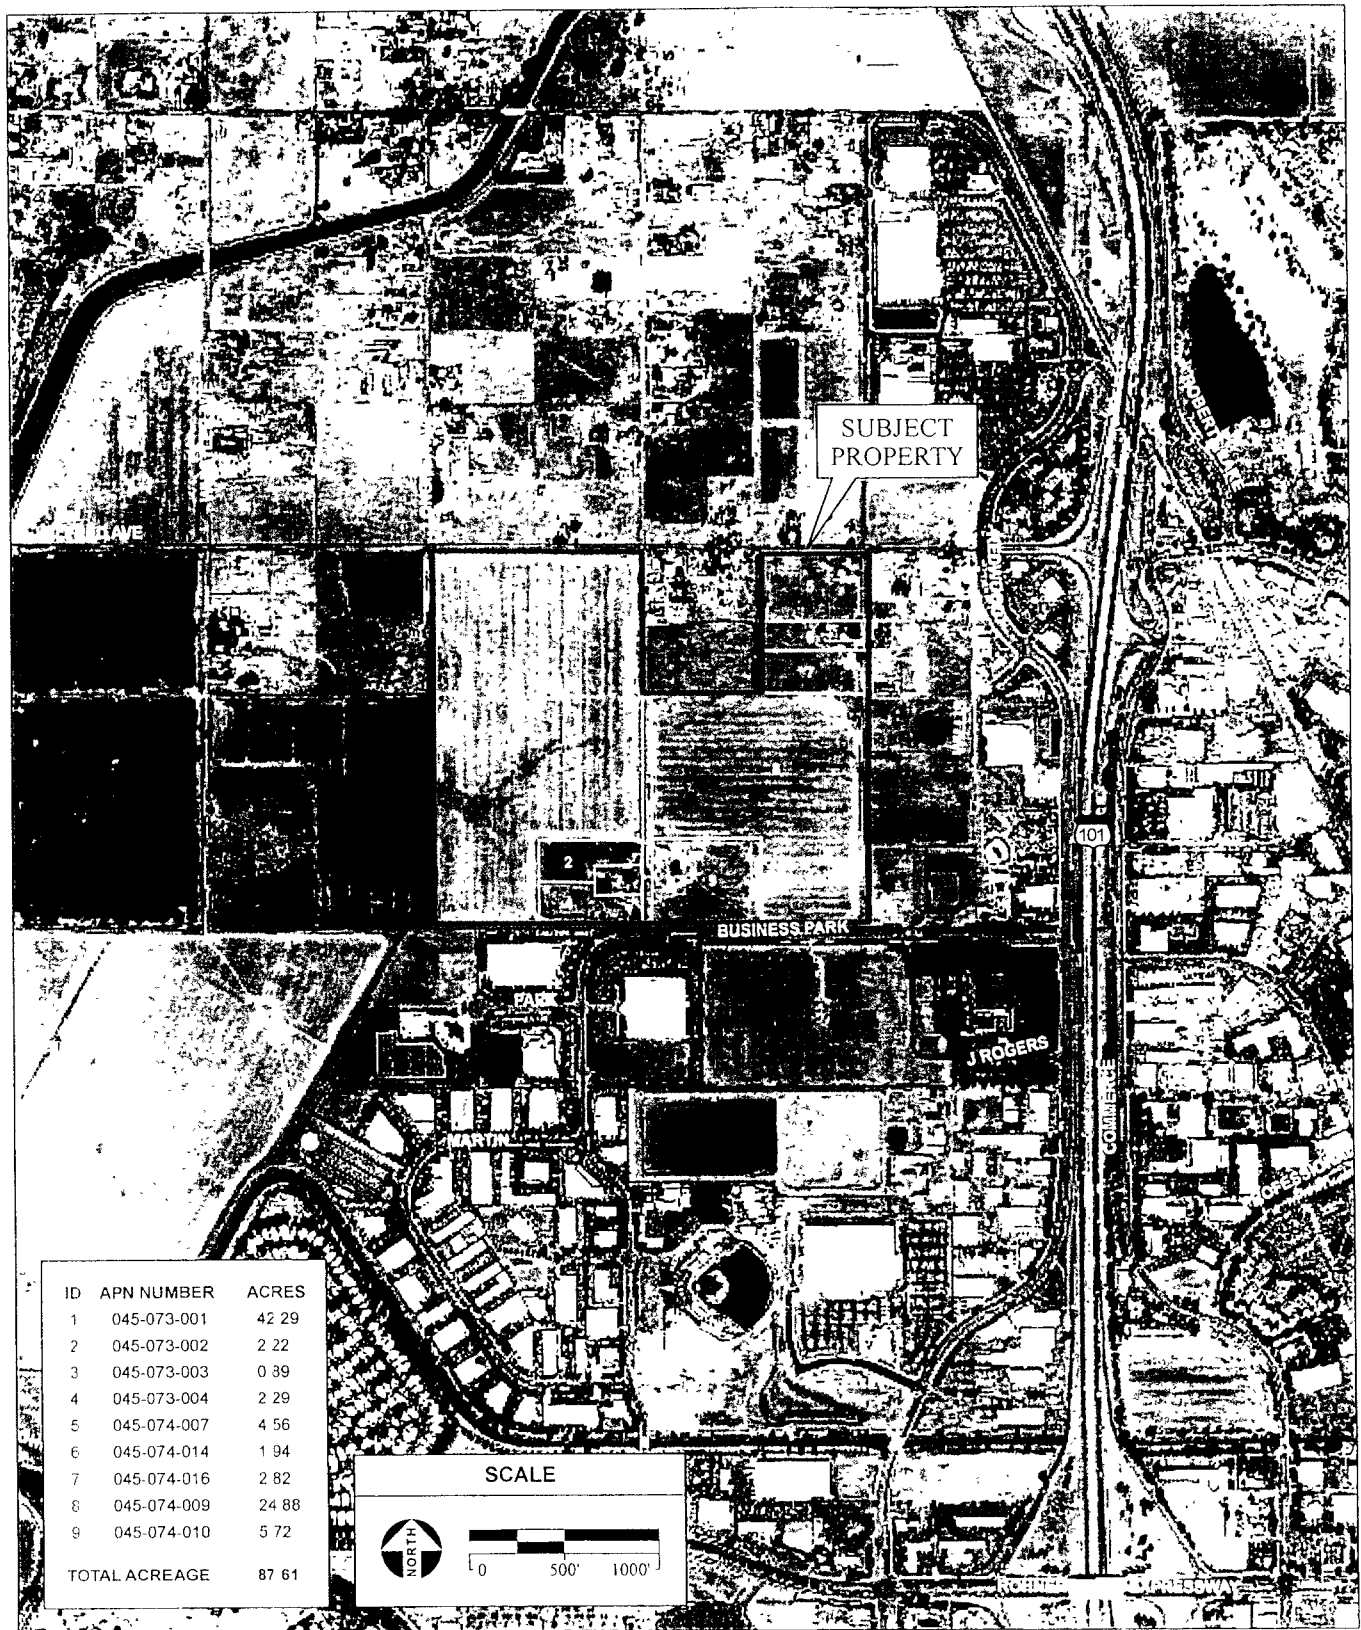 SUBJECT
PROPERTY
101
2
7
BUSINESS PARK
PARK
J ROGERS
COMMERCE
MARTIN
ID APN NUMBER ACRES
1 045-073-001 42 29
2 045-073-002 2 22
3 045-073-003 0 89
4 045-073-004 2 29
5 045-074-007 4 56
6 045-074-014 1 94
7 045-074-016 2 82
8 045-074-009 24 88
9 045-074-010 5 72
TOTAL ACREAGE 87 61
SCALE
NORTH
0 500' 1000'
EXPRESSWAY